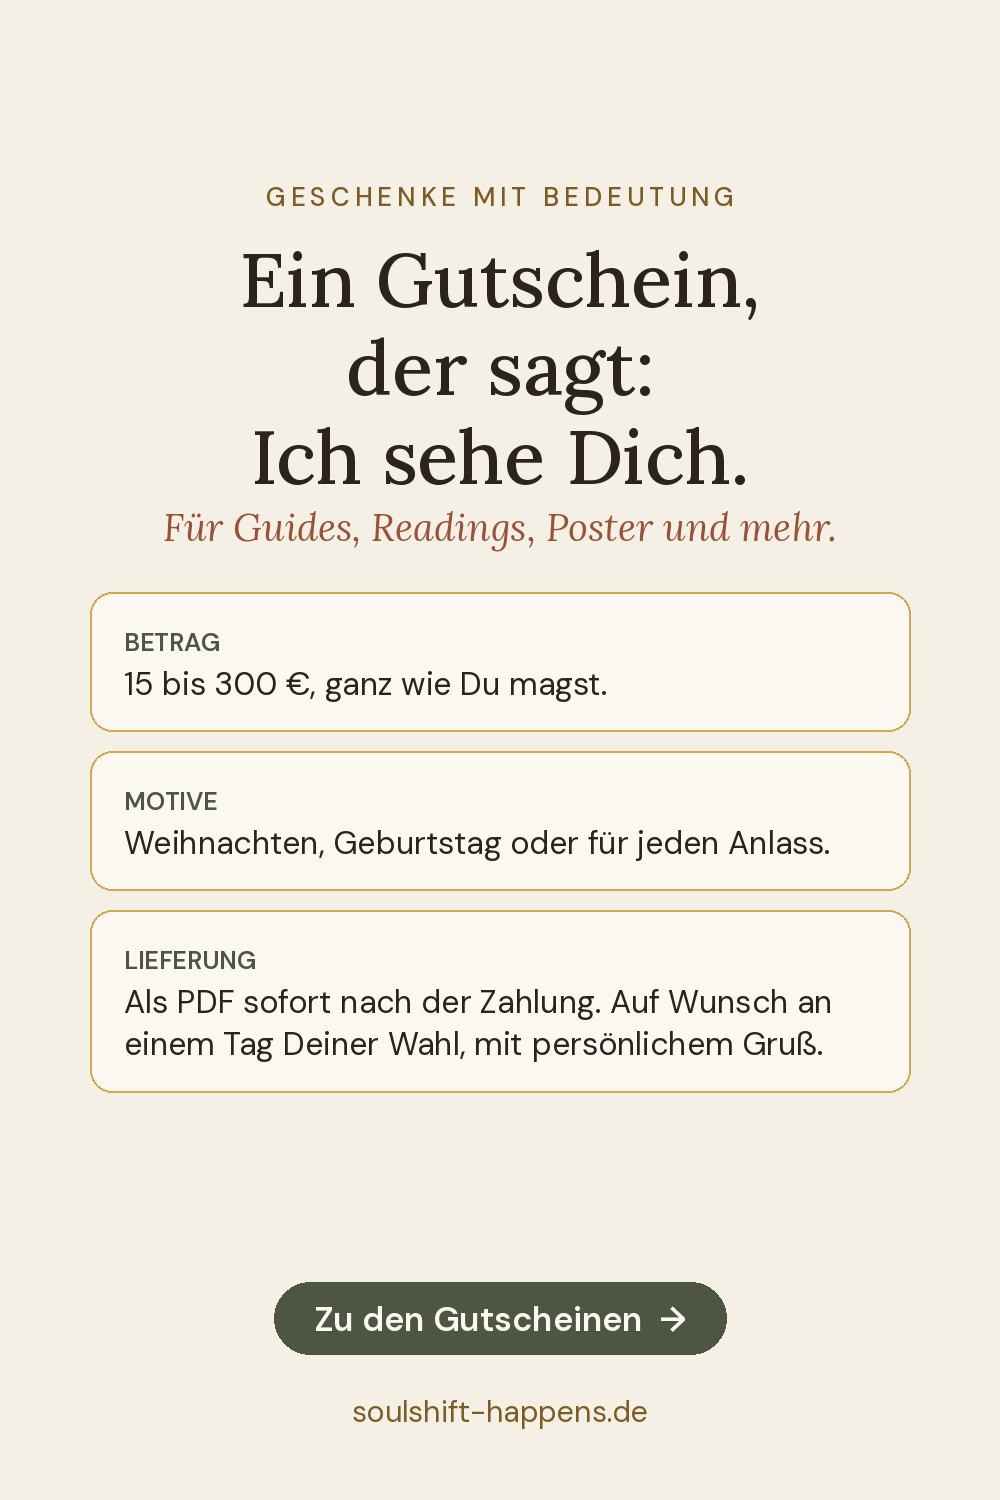 GESCHENKE MIT BEDEUTUNG
Ein Gutschein,
der sagt:
Ich sehe Dich.
Für Guides, Readings, Poster und mehr.
BETRAG
15 bis 300 €, ganz wie Du magst.
MOTIVE
Weihnachten, Geburtstag oder für jeden Anlass.
LIEFERUNG
Als PDF sofort nach der Zahlung. Auf Wunsch an
einem Tag Deiner Wahl, mit persönlichem Gruß.
Zu den Gutscheinen →
soulshift-happens.de